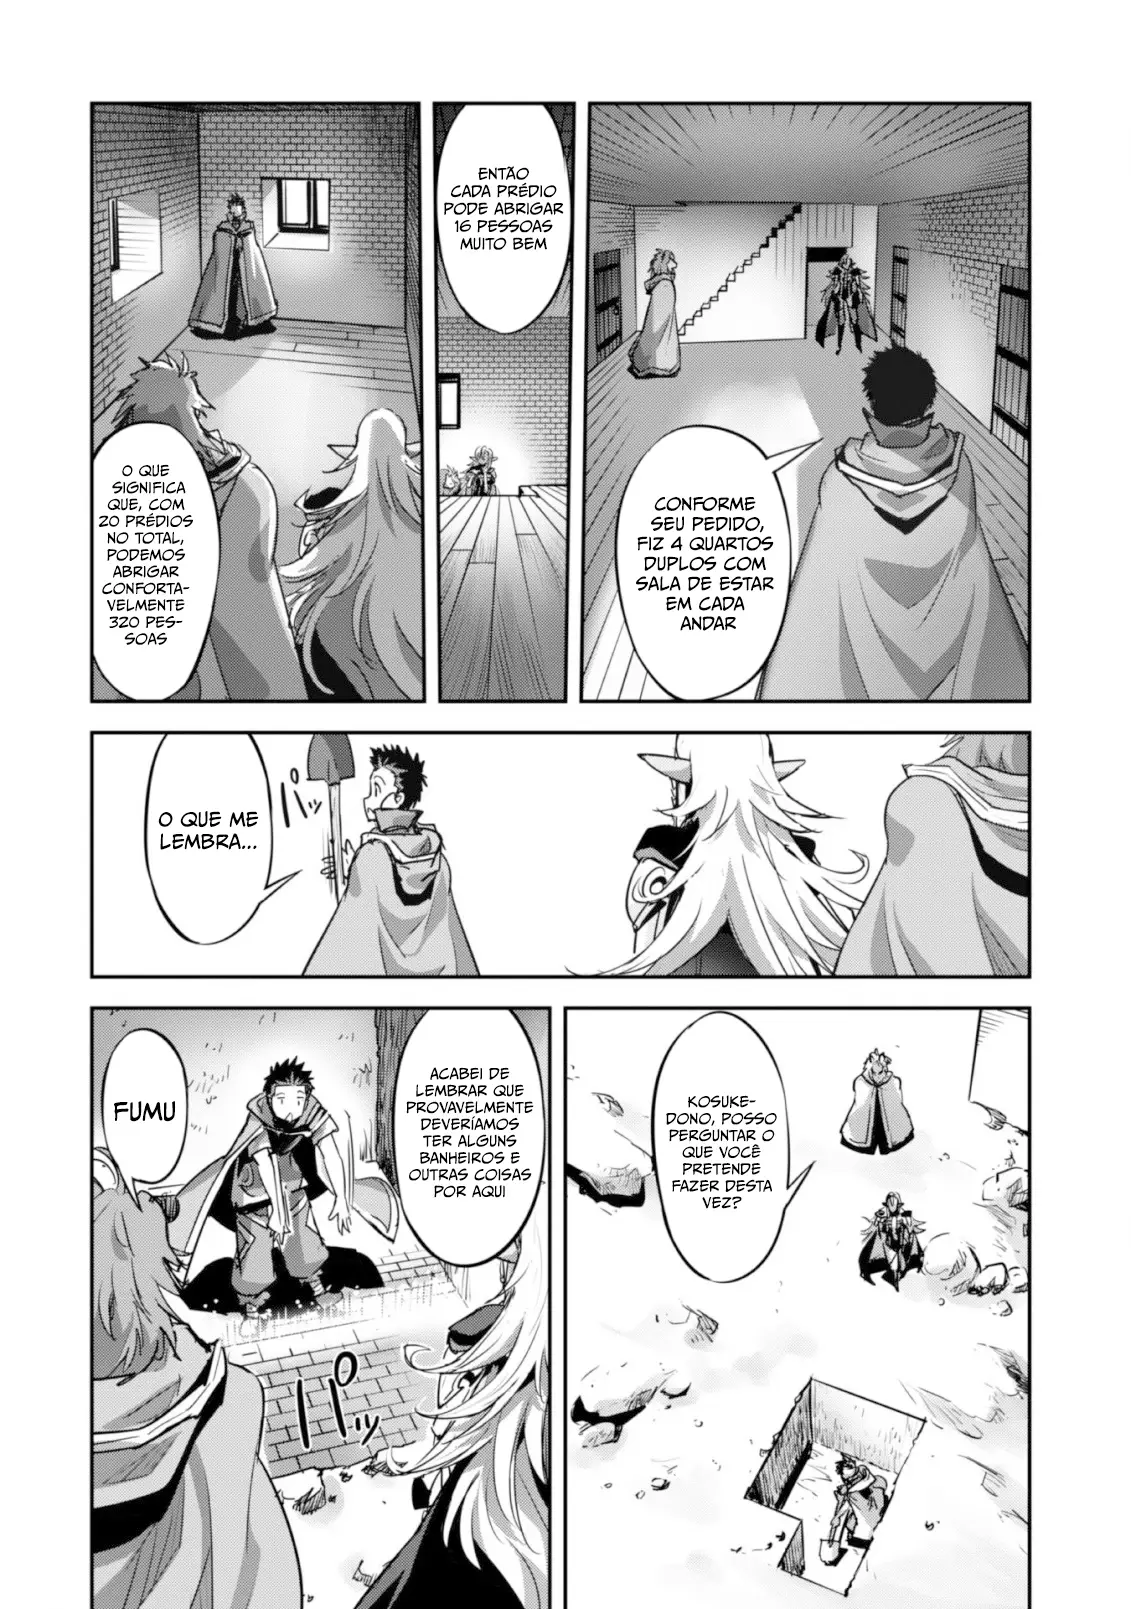 CONFORME
SEU PEDIDO,
FIZ 4 QUARTOS
DUPLOS COM
SALA DE ESTAR
EM CADA
ANDAR
ENTÃO
CADA PRÉDIO
PODE ABRIGAR
16 PESSOAS
MUITO BEM
O QUE
SIGNIFICA
QUE, COM
20 PRÉDIOS
NO TOTAL,
PODEMOS
ABRIGAR
CONFORTA-
VELMENTE
320 PES-
SOAS
パッ
O QUE ME
LEMBRA...
KOSUKE-
DONO, POSSO
PERGUNTAR O
QUE VOCÊ
PRETENDE
FAZER DESTA
VEZ?
ACABEI DE
LEMBRAR QUE
PROVAVELMENTE
DEVERÍAMOS
TER ALGUNS
BANHEIROS E
OUTRAS COISAS
POR AQUI
FUMU
パッ